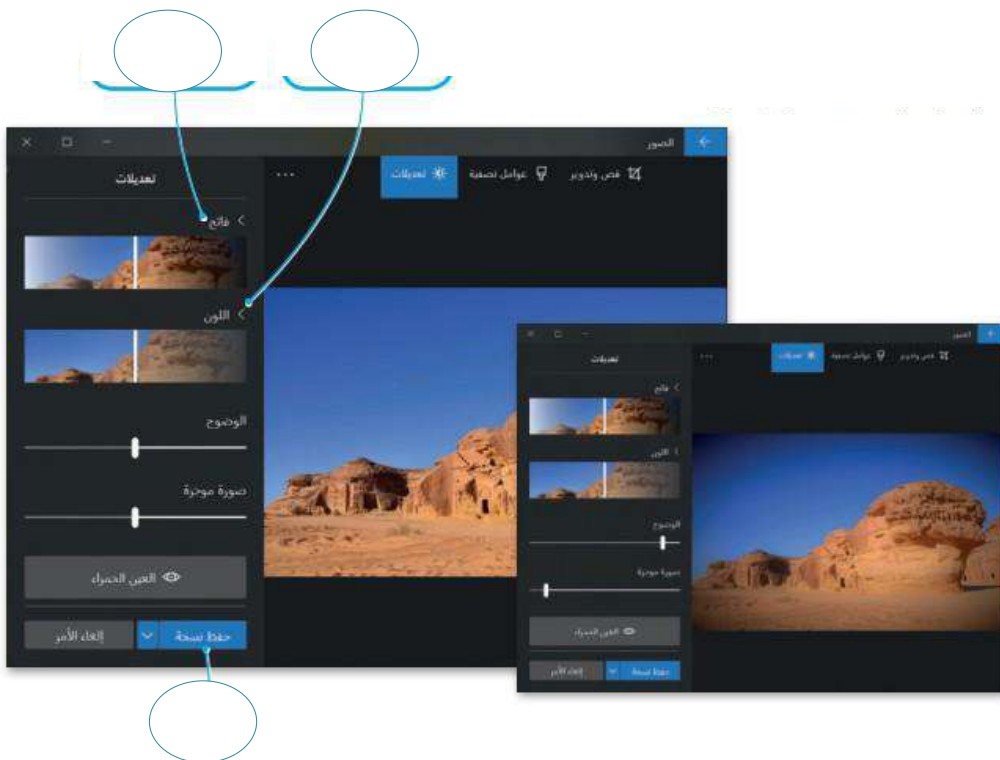 الصور
قص وتدوير
عوامل تصفية
تعديلات
...
تعديلات
فاتح
اللون
الوضوح
صورة موجزة
العين الحمراء
حفظ نسخة
إلغاء الأمر
الصور
قص وتدوير
عوامل تصفية
تعديلات
...
تعديلات
فاتح
اللون
الوضوح
صورة موجزة
العين الحمراء
حفظ نسخة
إلغاء الأمر